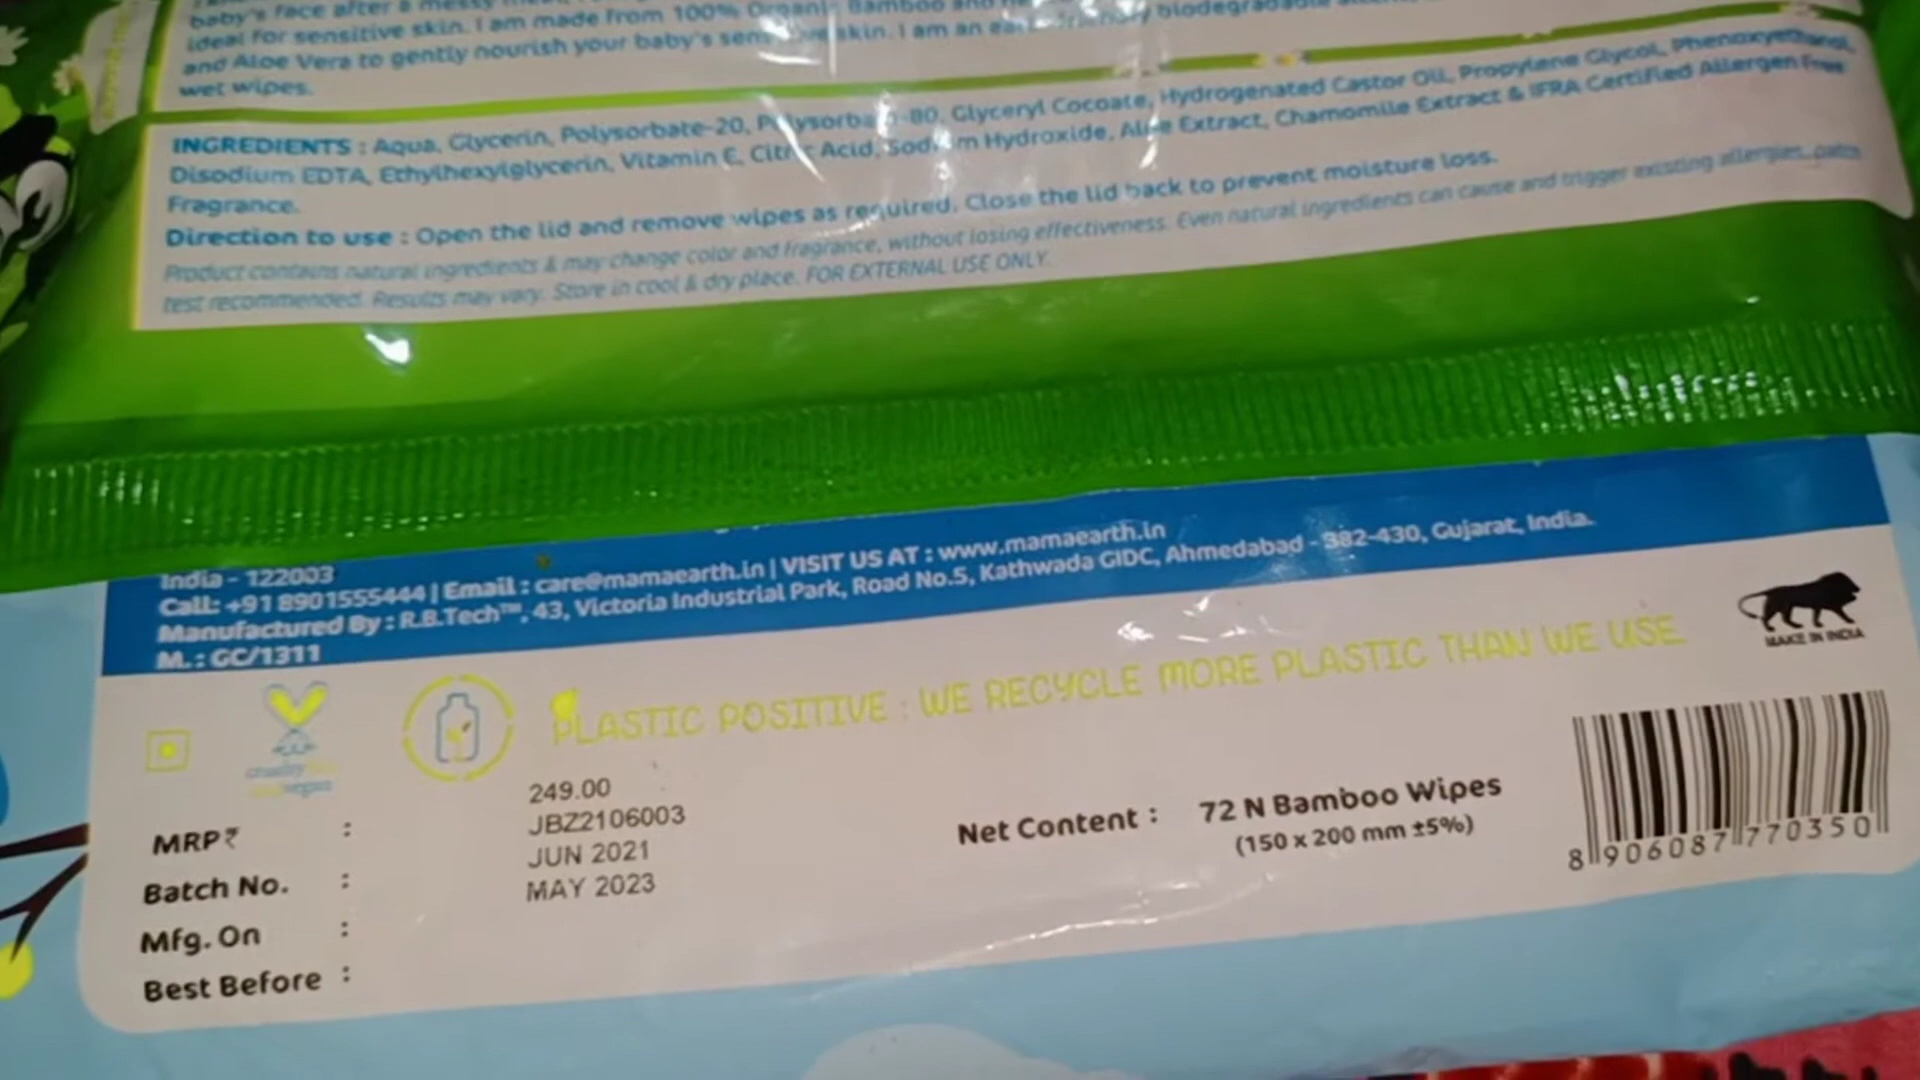 baby's face after a messy
ideal for sensitive skin. I am made from 100% Organic Bamboo and
and Aloe Vera to gently nourish your baby's sensitive skin. I am an biodegradable
wet wipes.
INGREDIENTS : Aqua, Glycerin, Polysorbate-20, Polysorbate-80, Glyceryl Cocoate, Hydrogenated Castor Oil, Propylene Glycol, Phenoxyethanol,
Disodium EDTA, Ethylhexylglycerin, Vitamin E, Citric Acid, Sodium Hydroxide, Aloe Extract, Chamomile Extract & IFRA Certified Allergen Free
Fragrance.
Direction to use : Open the lid and remove wipes as required. Close the lid back to prevent moisture loss.
Product contains natural ingredients & may change color and fragrance, without losing effectiveness. Even natural ingredients can cause and trigger existing allergies, patch
test recommended. Results may vary. Store in cool & dry place. FOR EXTERNAL USE ONLY.
India - 122003
Call: +91 8901555444 | Email : care@mamaearth.in | VISIT US AT : www.mamaearth.in
Manufactured By : R.B.Tech™, 43, Victoria Industrial Park, Road No.5, Kathwada GIDC, Ahmedabad - 382-430, Gujarat, India.
M. : GC/1311
PLASTIC POSITIVE : WE RECYCLE MORE PLASTIC THAN WE USE
MAKE IN INDIA
MRP₹ : 249.00
Batch No. : JBZ2106003
Mfg. On : JUN 2021
Best Before : MAY 2023
Net Content : 72 N Bamboo Wipes
(150 x 200 mm ±5%)
8 906087 770350